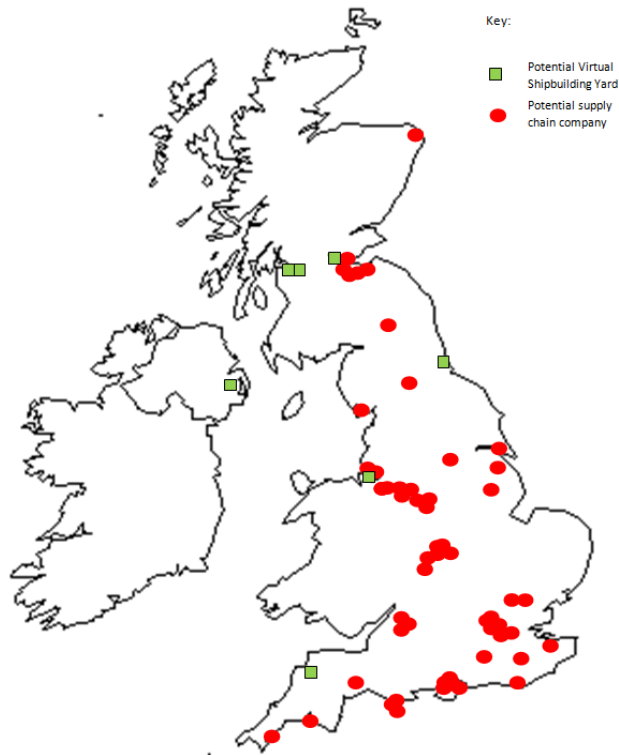 Key:
Potential Virtual
Shipbuilding Yard
Potential supply
chain company